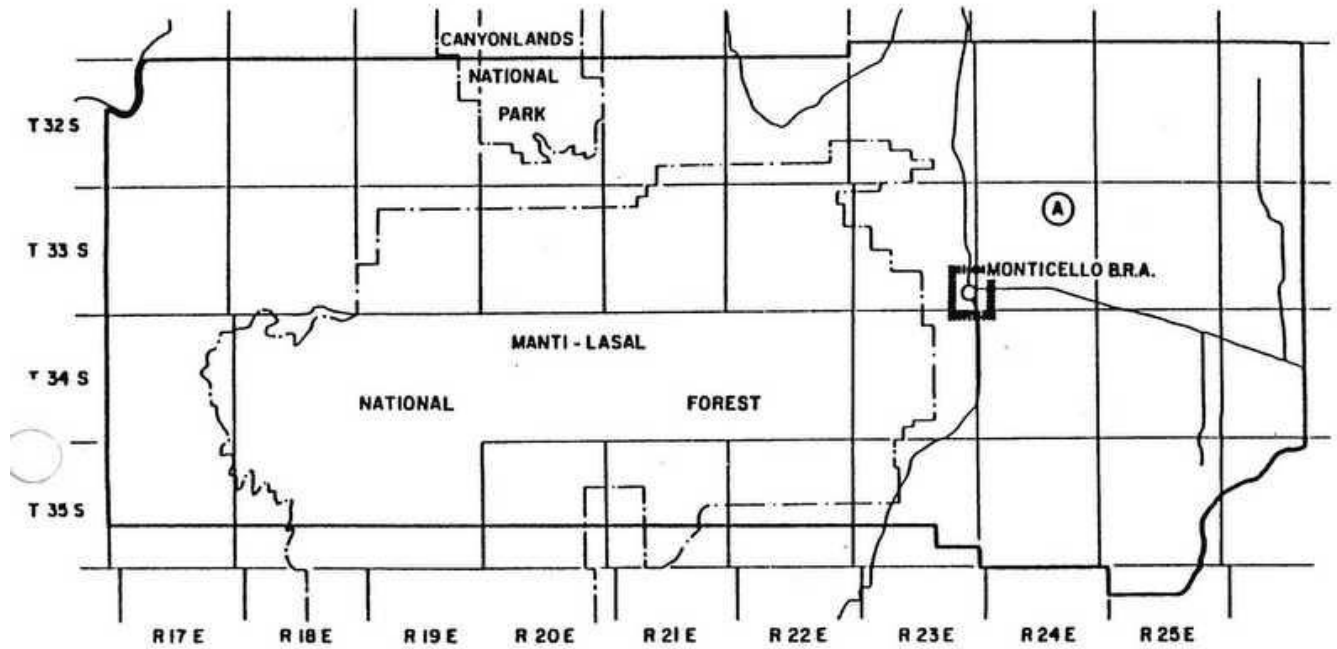 CANYONLANDS
NATIONAL
PARK
T 32 S
A
T 33 S
MONTICELLO B.R.A.
MANTI - LASAL
T 34 S
NATIONAL FOREST
T 35 S
R 17 E R 18 E R 19 E R 20 E R 21 E R 22 E R 23 E R 24 E R 25 E